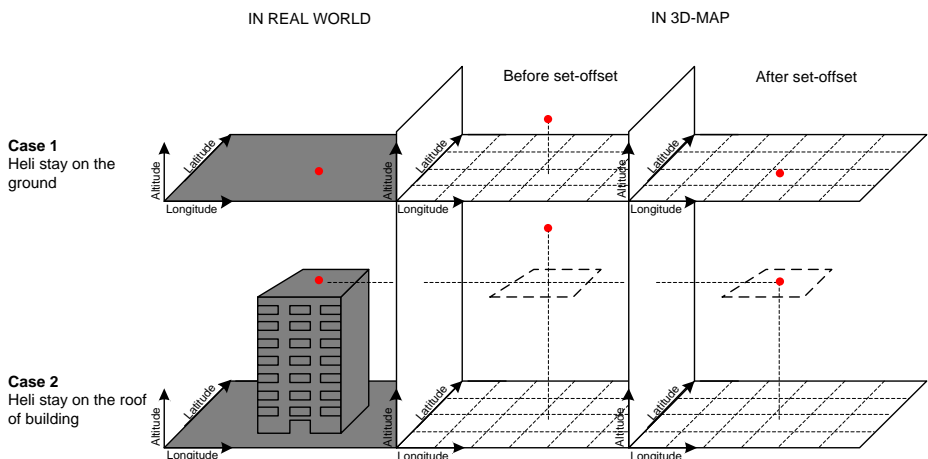 IN REAL WORLD
IN 3D-MAP
Before set-offset
After set-offset
Case 1
Heli stay on the
ground
Altitude
Latitude
Longitude
Altitude
Latitude
Longitude
Altitude
Latitude
Longitude
Case 2
Heli stay on the roof
of building
Altitude
Latitude
Longitude
Altitude
Latitude
Longitude
Altitude
Latitude
Longitude